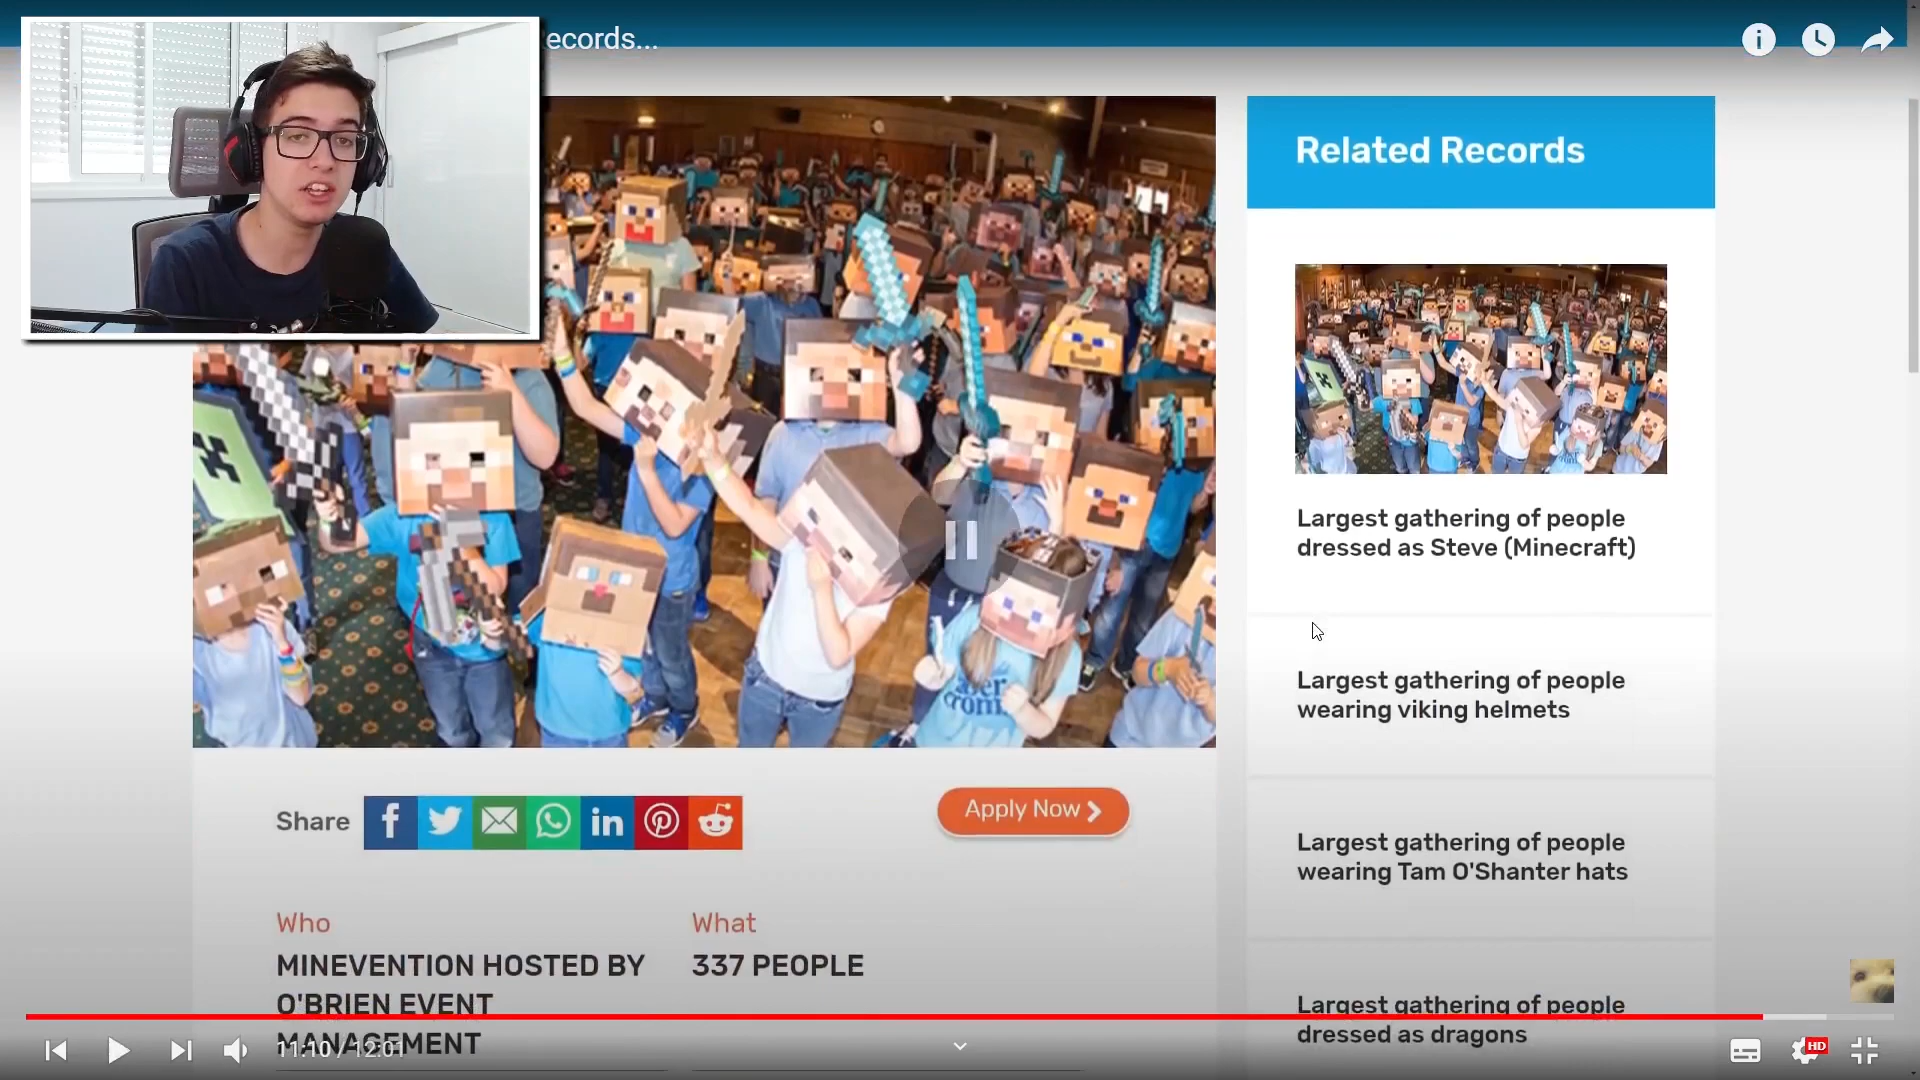 ecords...
Related Records
Largest gathering of people
dressed as Steve (Minecraft)
Largest gathering of people
wearing viking helmets
Largest gathering of people
wearing Tam O'Shanter hats
Largest gathering of people
dressed as dragons
Share
Apply Now
Who
MINEVENTION HOSTED BY
O'BRIEN EVENT
MANAGEMENT
What
337 PEOPLE
11:10 / 12:01
HD